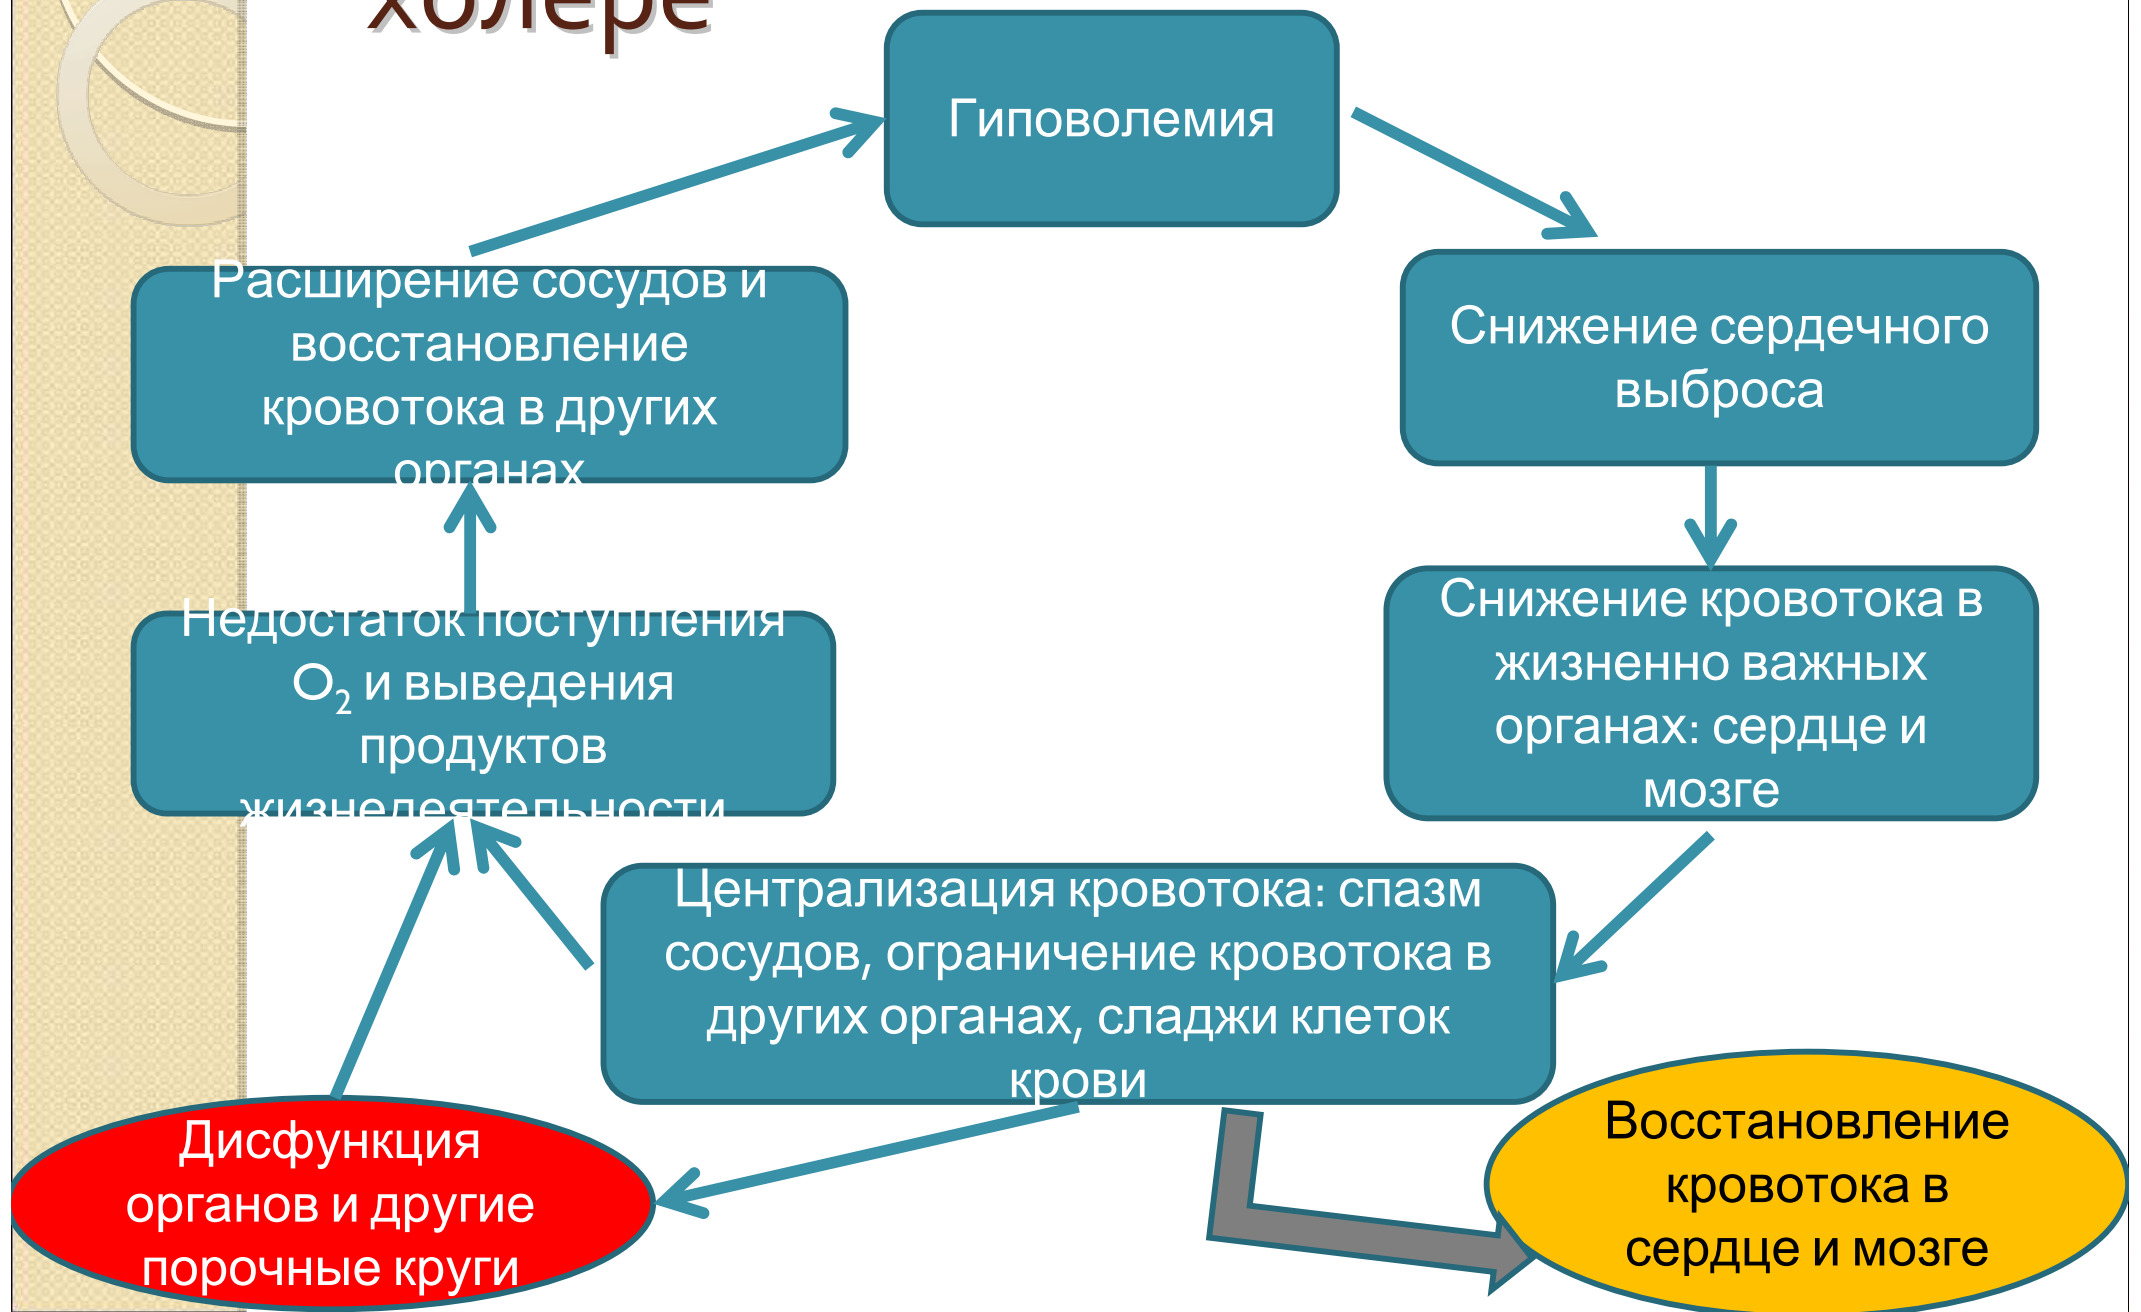 холере
Гиповолемия
Расширение сосудов и
восстановление
кровотока в других
органах
Снижение сердечного
выброса
Недостаток поступления
O₂ и выведения
продуктов
жизнедеятельности
Снижение кровотока в
жизненно важных
органах: сердце и
мозге
Централизация кровотока: спазм
сосудов, ограничение кровотока в
других органах, сладжи клеток
крови
Дисфункция
органов и другие
порочные круги
Восстановление
кровотока в
сердце и мозге